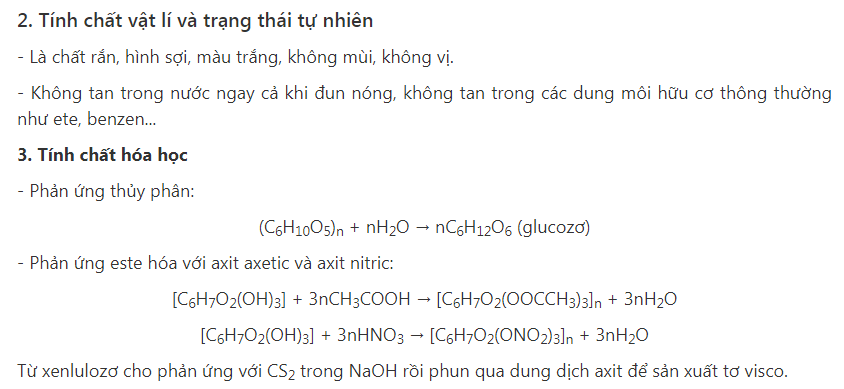 2. Tính chất vật lí và trạng thái tự nhiên
- Là chất rắn, hình sợi, màu trắng, không mùi, không vị.
- Không tan trong nước ngay cả khi đun nóng, không tan trong các dung môi hữu cơ thông thường
như ete, benzen...
3. Tính chất hóa học
- Phản ứng thủy phân:
(C₆H₁₀O₅)ₙ + nH₂O → nC₆H₁₂O₆ (glucozơ)
- Phản ứng este hóa với axit axetic và axit nitric:
[C₆H₇O₂(OH)₃] + 3nCH₃COOH → [C₆H₇O₂(OOCCH₃)₃]ₙ + 3nH₂O
[C₆H₇O₂(OH)₃] + 3nHNO₃ → [C₆H₇O₂(ONO₂)₃]ₙ + 3nH₂O
Từ xenlulozơ cho phản ứng với CS₂ trong NaOH rồi phun qua dung dịch axit để sản xuất tơ visco.